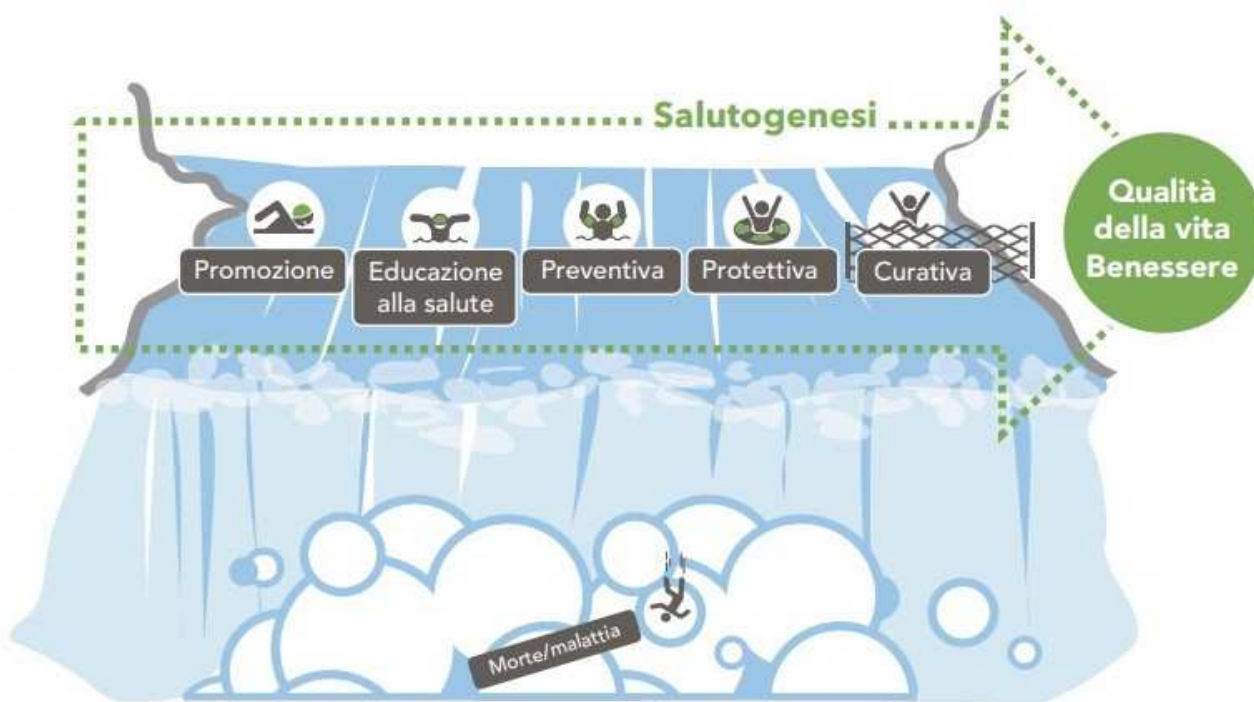 Salutogenesi
Qualità
della vita
Benessere
Promozione
Educazione
alla salute
Preventiva
Protettiva
Curativa
Morte/malattia